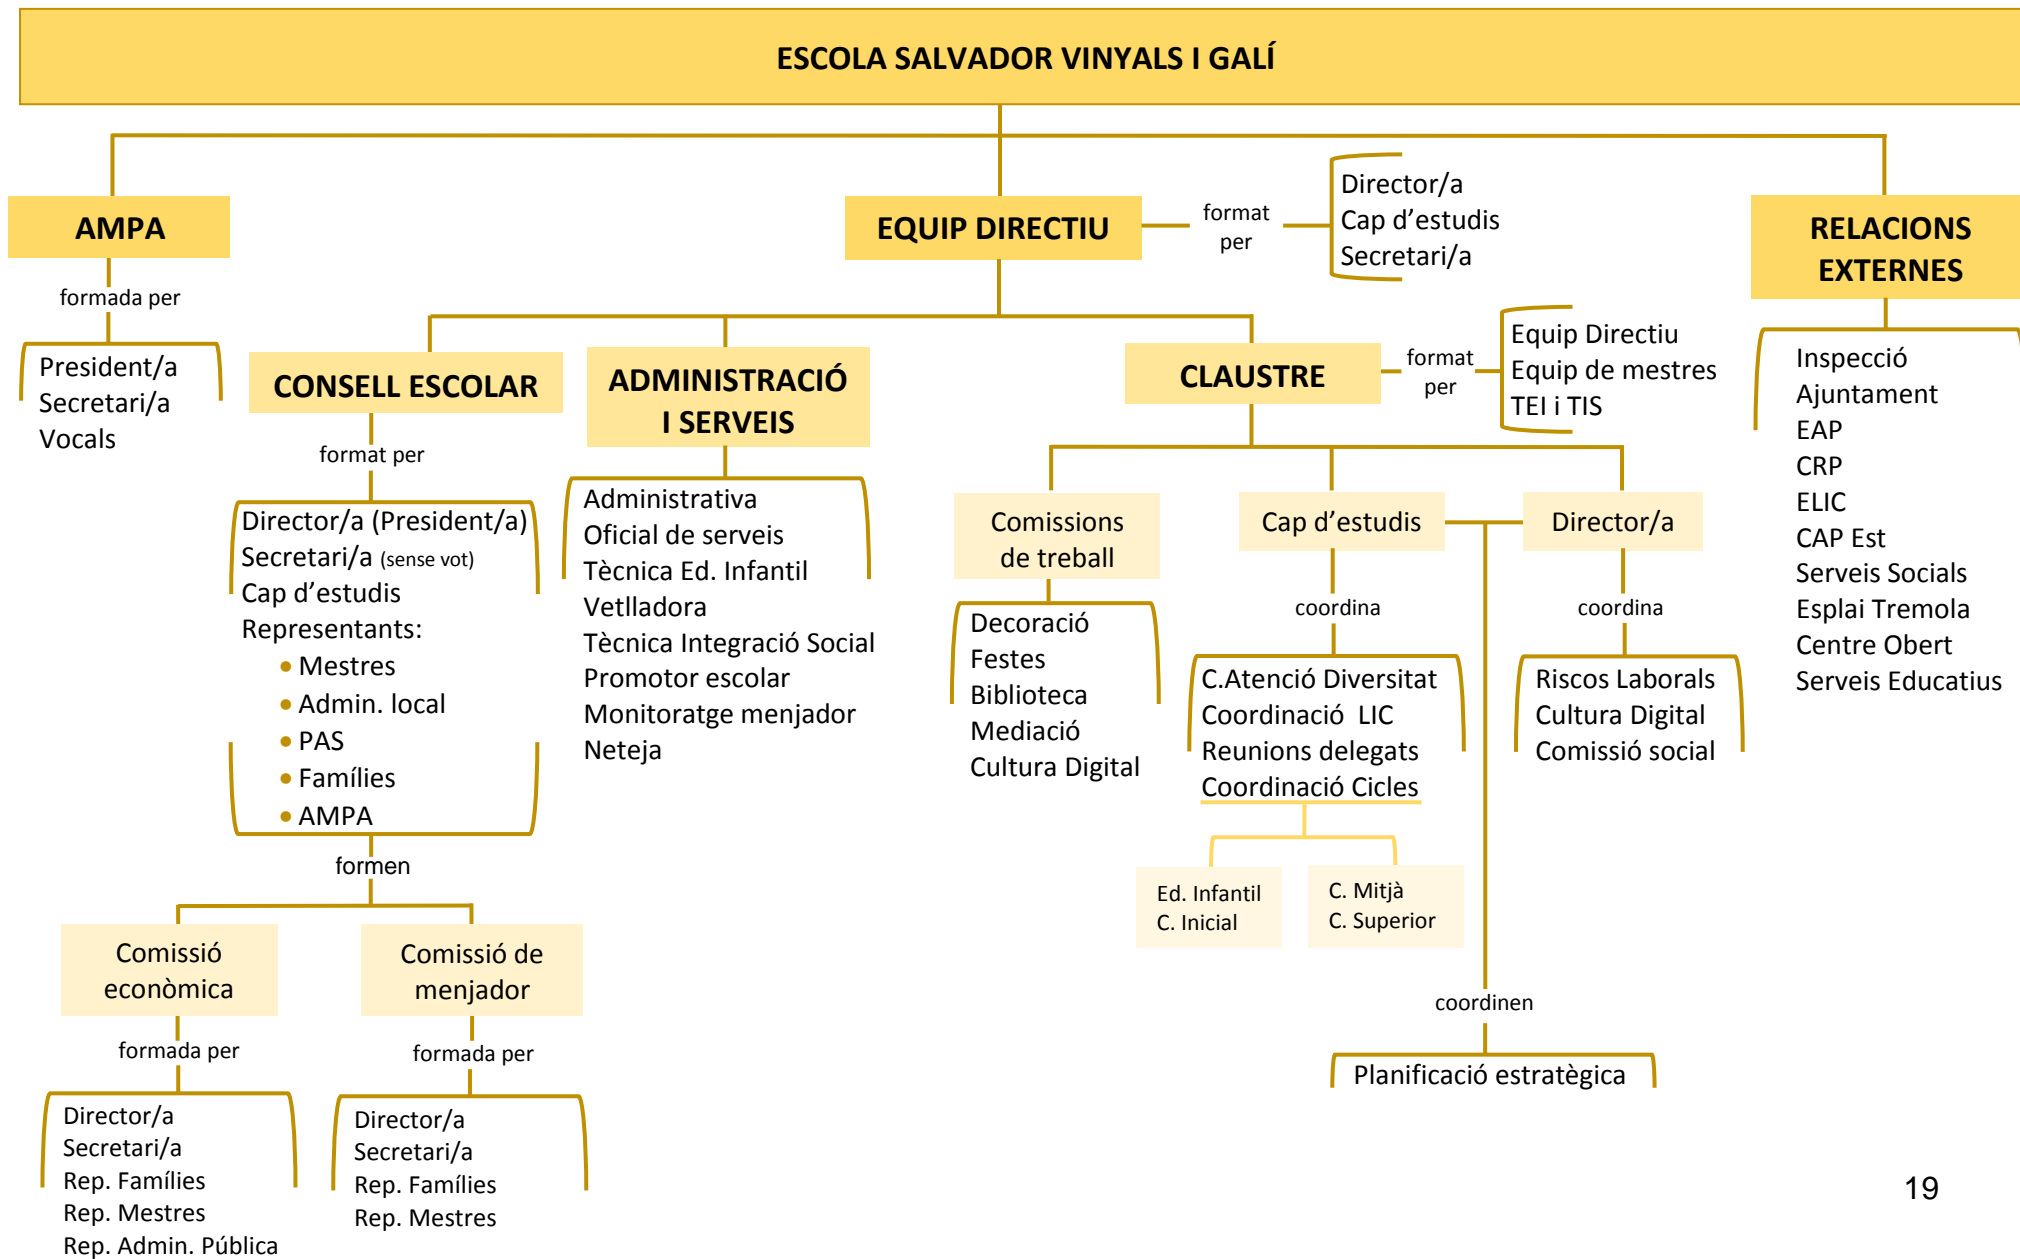 ESCOLA SALVADOR VINYALS I GALÍ
AMPA
formada per
President/a
Secretari/a
Vocals
EQUIP DIRECTIU
format
per
Director/a
Cap d’estudis
Secretari/a
RELACIONS
EXTERNES
Inspecció
Ajuntament
EAP
CRP
ELIC
CAP Est
Serveis Socials
Esplai Tremola
Centre Obert
Serveis Educatius
CONSELL ESCOLAR
format per
Director/a (President/a)
Secretari/a (sense vot)
Cap d’estudis
Representants:
• Mestres
• Admin. local
• PAS
• Famílies
• AMPA
formen
Comissió
econòmica
formada per
Director/a
Secretari/a
Rep. Famílies
Rep. Mestres
Rep. Admin. Pública
Comissió de
menjador
formada per
Director/a
Secretari/a
Rep. Famílies
Rep. Mestres
ADMINISTRACIÓ
I SERVEIS
Administrativa
Oficial de serveis
Tècnica Ed. Infantil
Vetlladora
Tècnica Integració Social
Promotor escolar
Monitoratge menjador
Neteja
CLAUSTRE
format
per
Equip Directiu
Equip de mestres
TEI i TIS
Comissions
de treball
Decoració
Festes
Biblioteca
Mediació
Cultura Digital
Cap d’estudis
coordina
C.Atenció Diversitat
Coordinació LIC
Reunions delegats
Coordinació Cicles
Ed. Infantil
C. Inicial
C. Mitjà
C. Superior
Director/a
coordina
Riscos Laborals
Cultura Digital
Comissió social
coordinen
Planificació estratègica
19